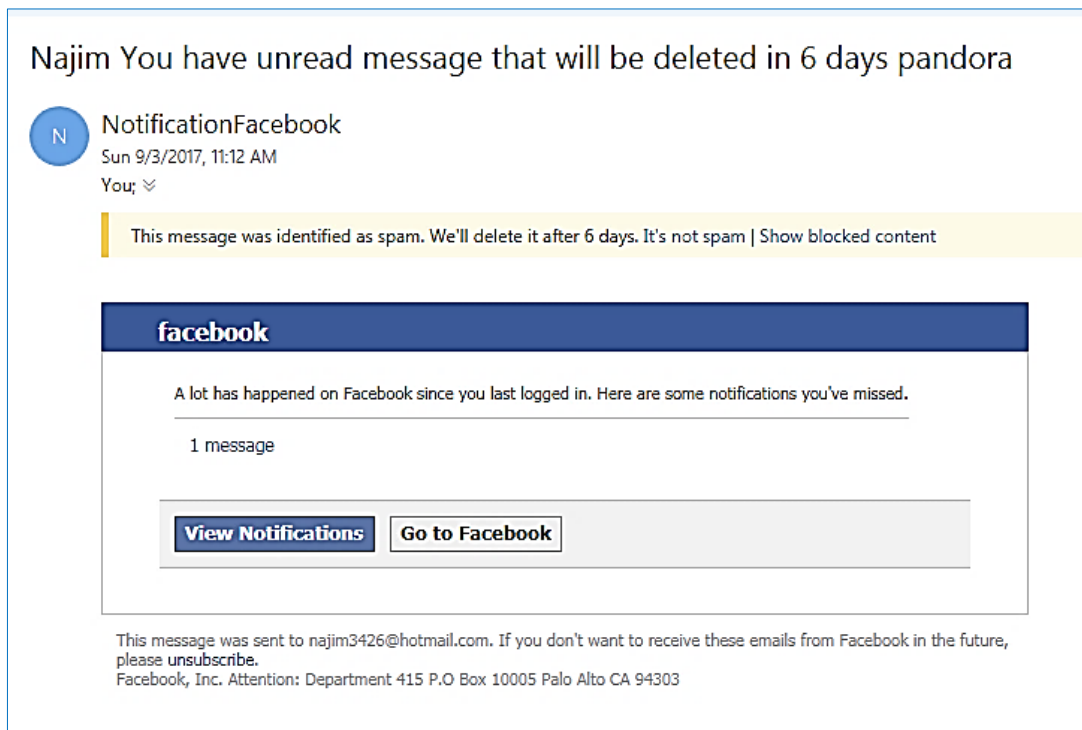 Najim You have unread message that will be deleted in 6 days pandora
N
NotificationFacebook
Sun 9/3/2017, 11:12 AM
You;
This message was identified as spam. We'll delete it after 6 days. It's not spam | Show blocked content
facebook
A lot has happened on Facebook since you last logged in. Here are some notifications you've missed.
1 message
View Notifications Go to Facebook
This message was sent to najim3426@hotmail.com. If you don't want to receive these emails from Facebook in the future,
please unsubscribe.
Facebook, Inc. Attention: Department 415 P.O Box 10005 Palo Alto CA 94303